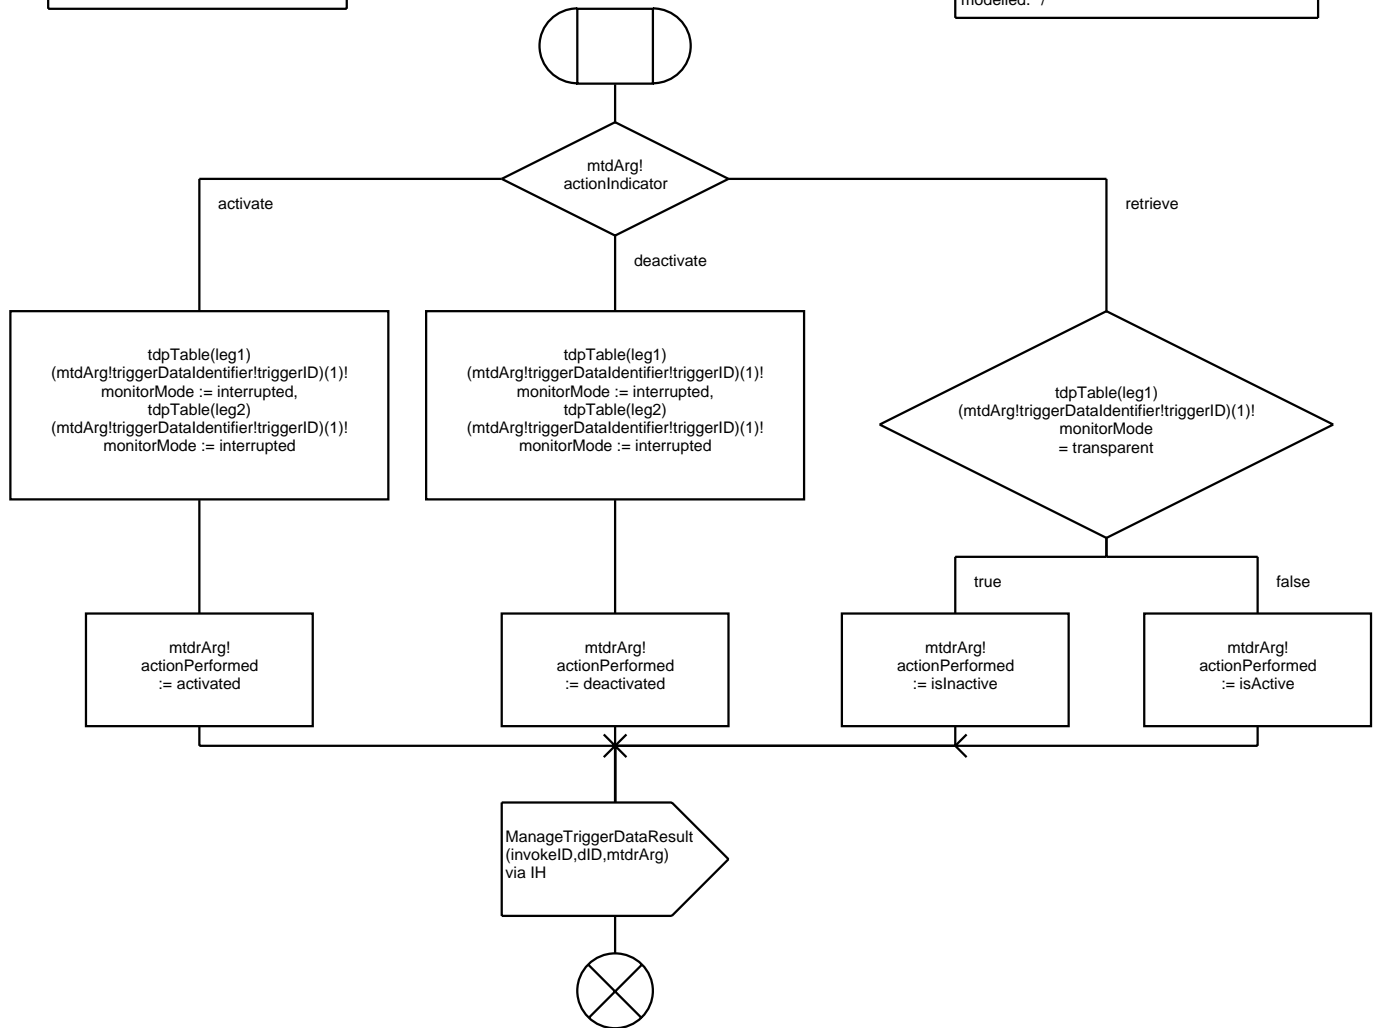 modelled. */
mtdArg!
actionIndicator
activate
retrieve
deactivate
tdpTable(leg1)
(mtdArg!triggerDataIdentifier!triggerID)(1)!
monitorMode := interrupted,
tdpTable(leg2)
(mtdArg!triggerDataIdentifier!triggerID)(1)!
monitorMode := interrupted
tdpTable(leg1)
(mtdArg!triggerDataIdentifier!triggerID)(1)!
monitorMode := interrupted,
tdpTable(leg2)
(mtdArg!triggerDataIdentifier!triggerID)(1)!
monitorMode := interrupted
tdpTable(leg1)
(mtdArg!triggerDataIdentifier!triggerID)(1)!
monitorMode
= transparent
true
false
mtdrArg!
actionPerformed
:= activated
mtdrArg!
actionPerformed
:= deactivated
mtdrArg!
actionPerformed
:= isInactive
mtdrArg!
actionPerformed
:= isActive
ManageTriggerDataResult
(invokeID,dID,mtdrArg)
via IH